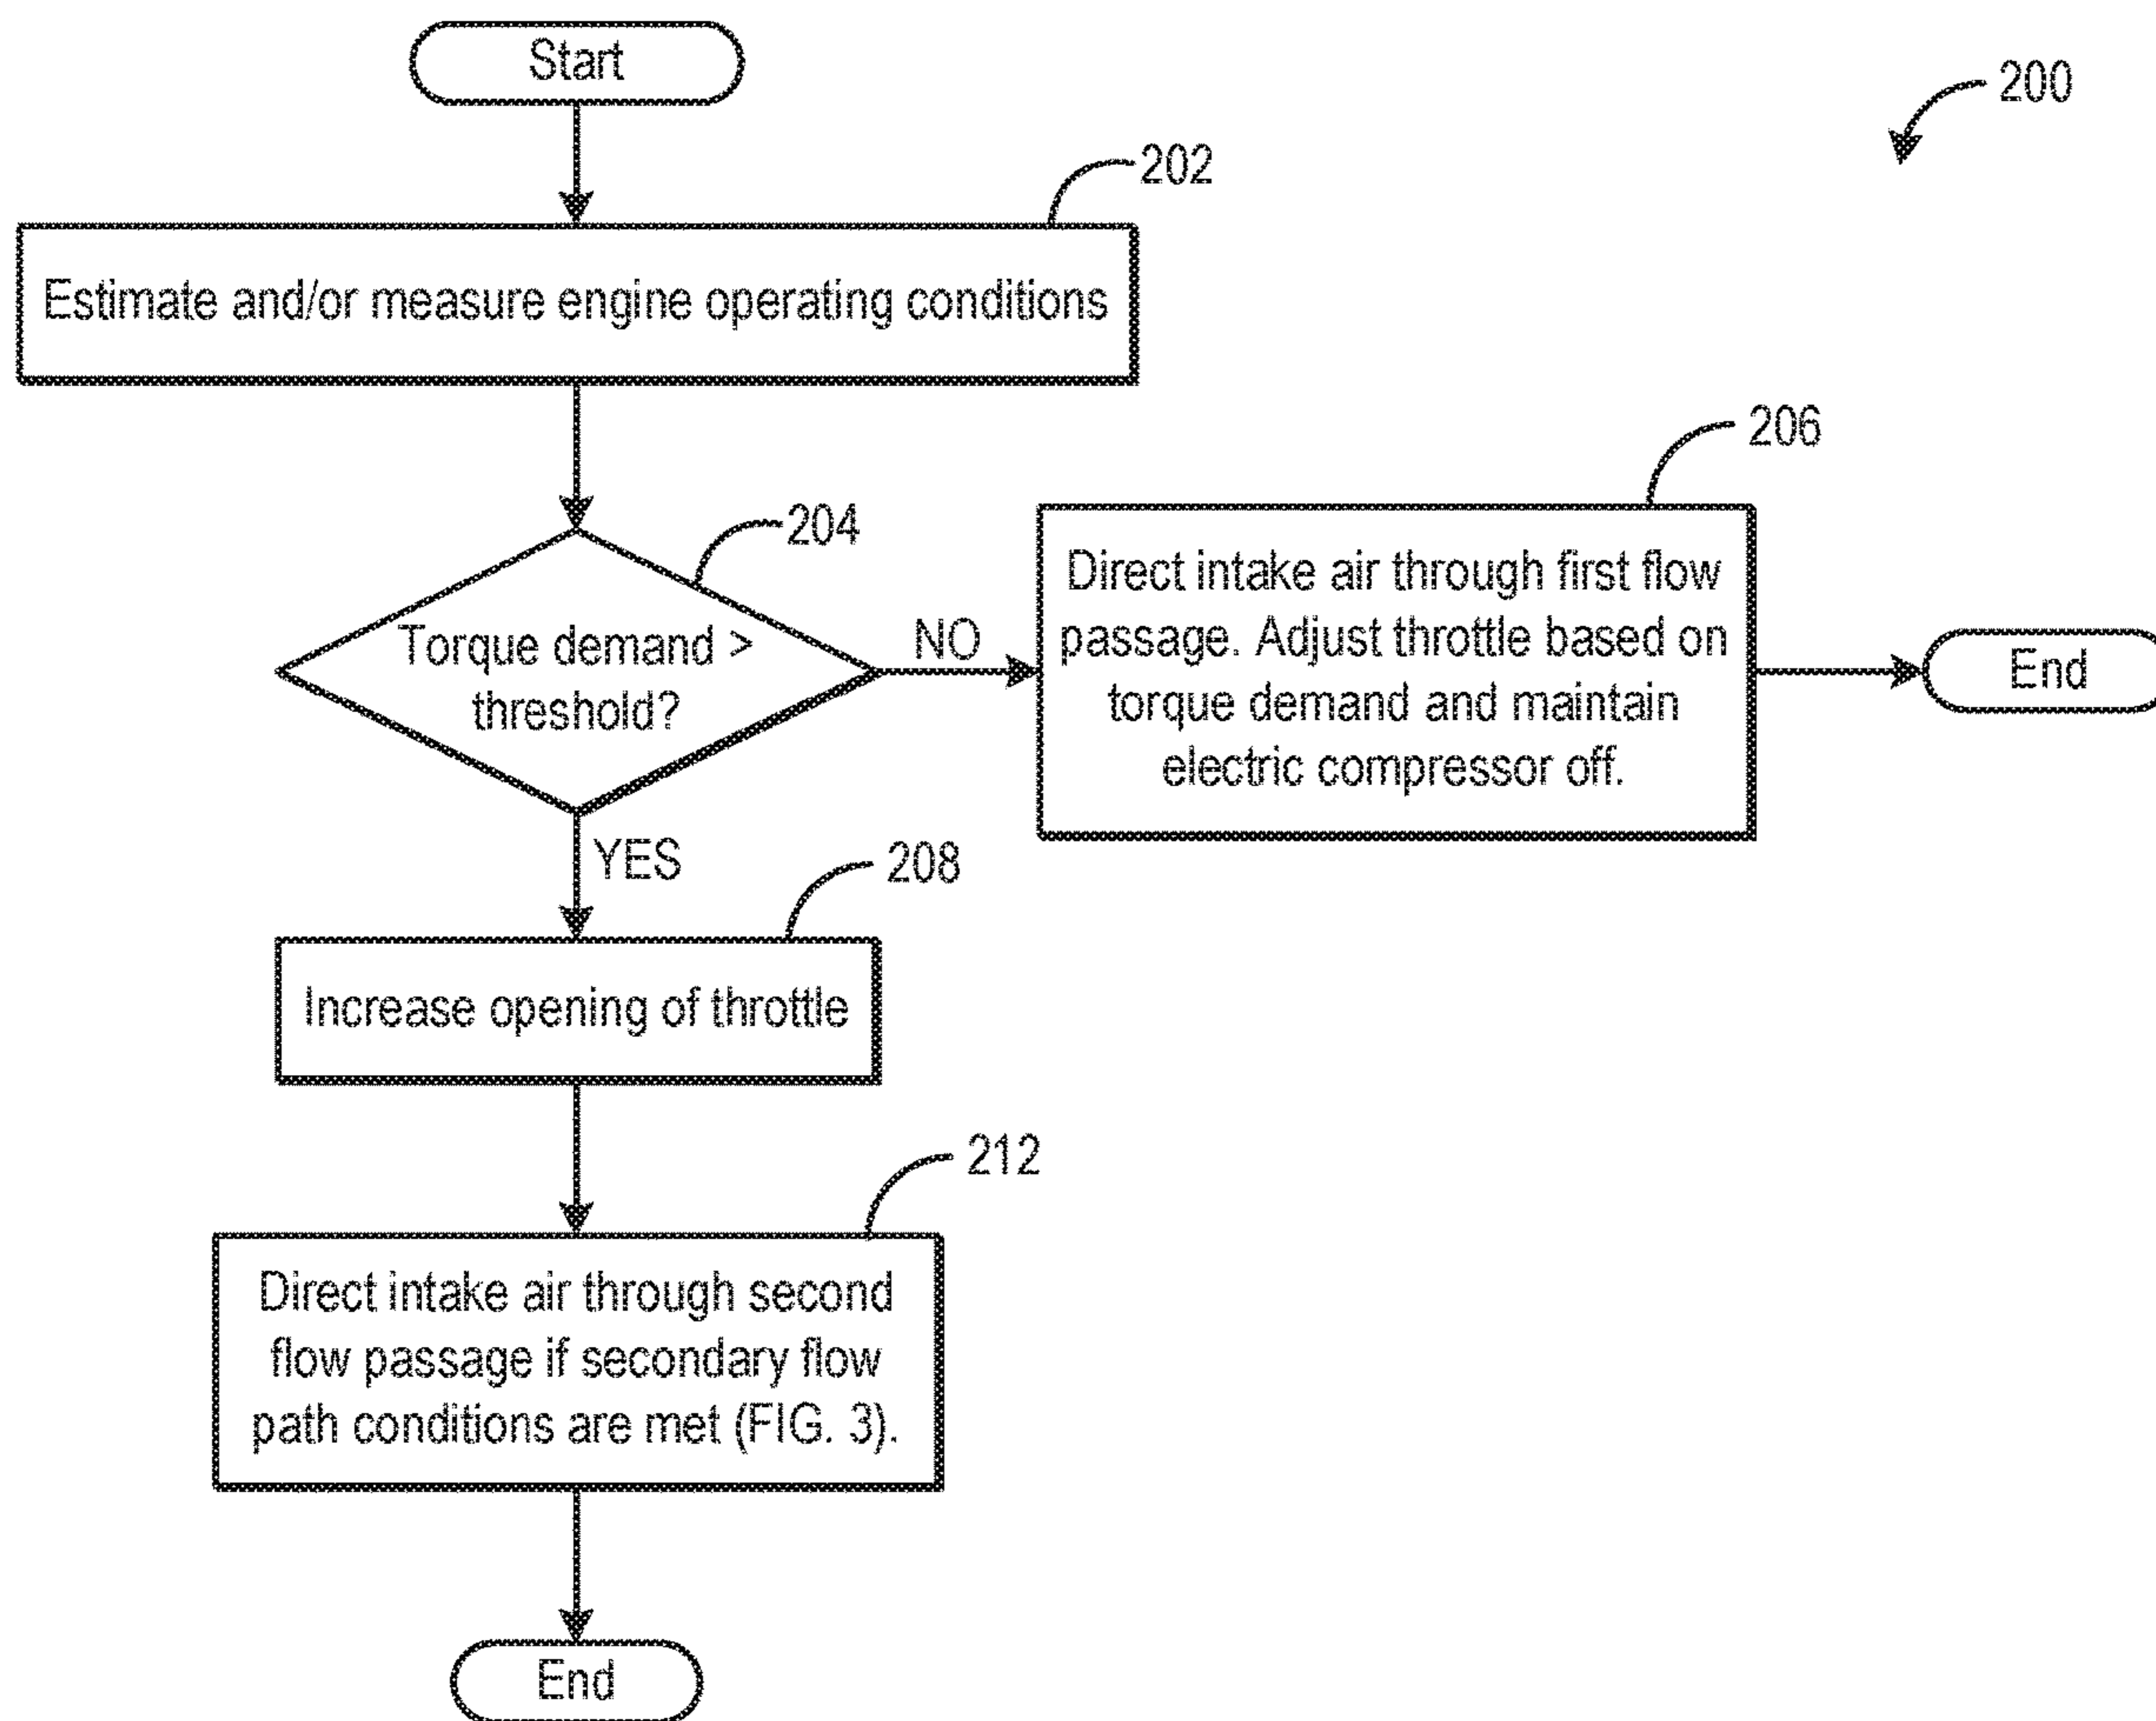 Start
200
202
Estimate and/or measure engine operating conditions
204
Torque demand >
threshold?
NO
206
Direct intake air through first flow
passage. Adjust throttle based on
torque demand and maintain
electric compressor off.
End
YES
208
Increase opening of throttle
212
Direct intake air through second
flow passage if secondary flow
path conditions are met (FIG. 3).
End